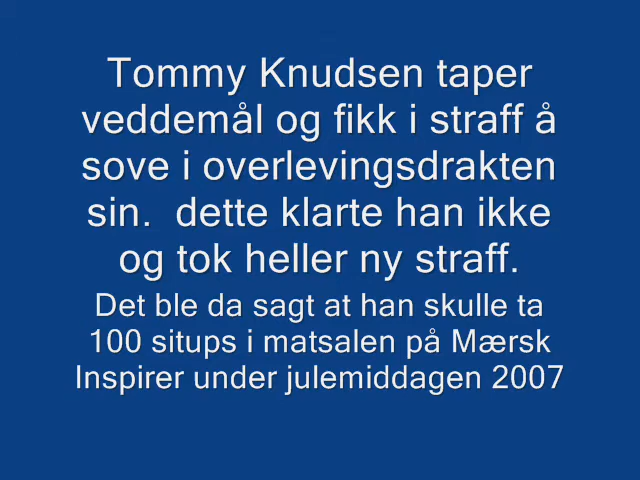 Tommy Knudsen taper
veddemål og fikk i straff å
sove i overlevingsdrakten
sin.  dette klarte han ikke
og tok heller ny straff.
Det ble da sagt at han skulle ta
100 situps i matsalen på Mærsk
Inspirer under julemiddagen 2007